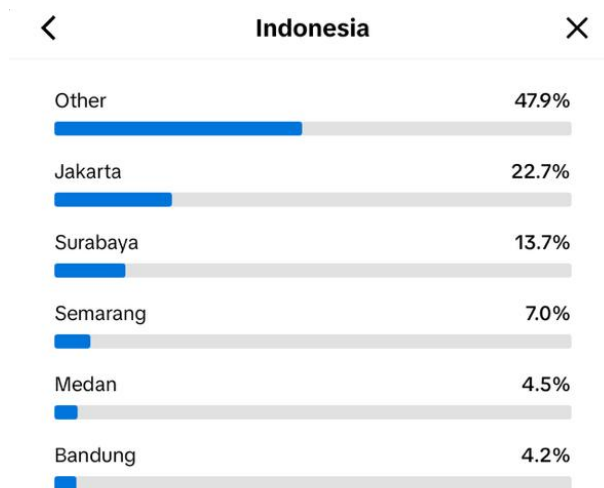 Indonesia
Other 47.9%
Jakarta 22.7%
Surabaya 13.7%
Semarang 7.0%
Medan 4.5%
Bandung 4.2%